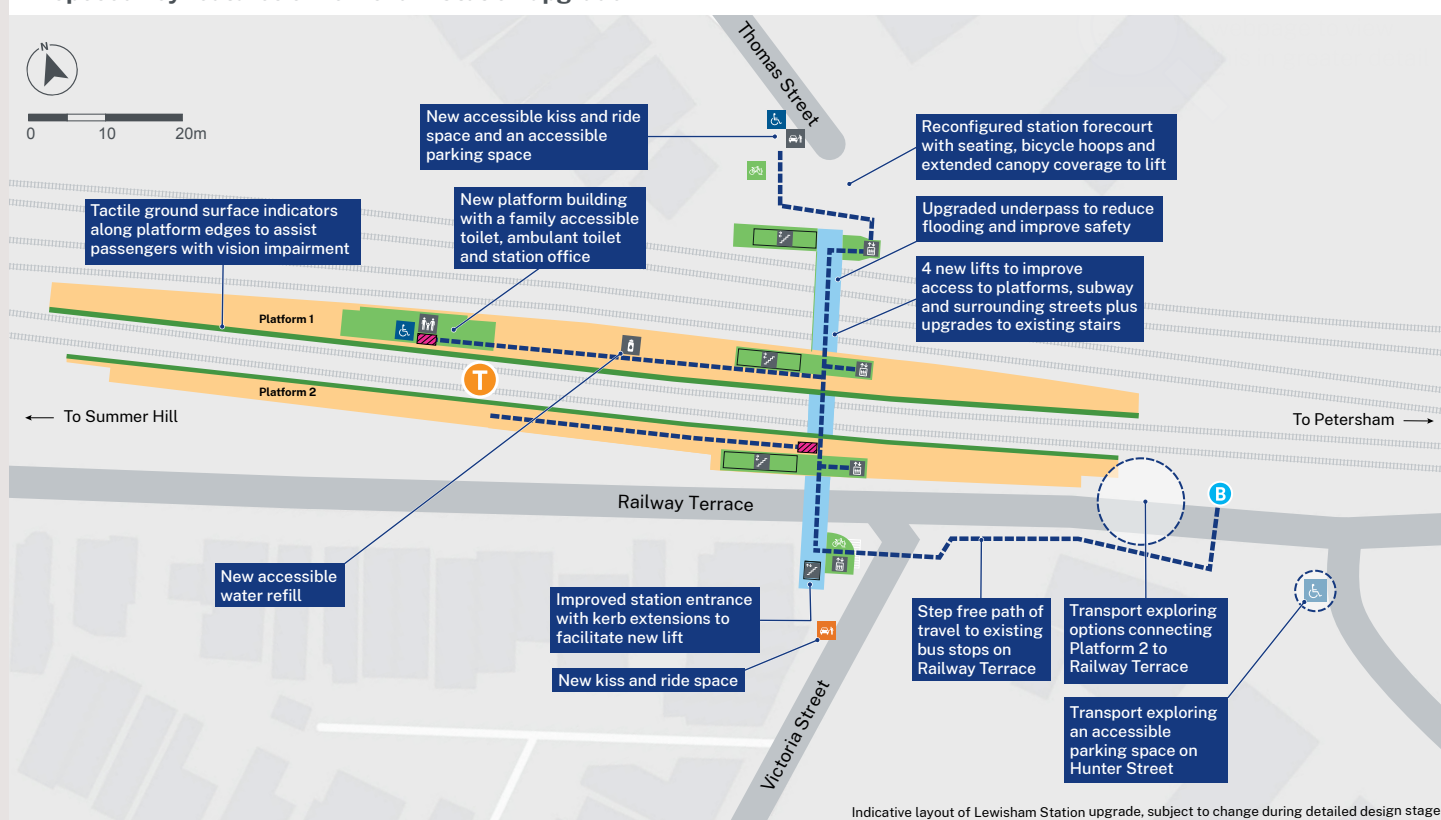 N
0 10 20m
Thomas Street
New accessible kiss and ride
space and an accessible
parking space
Reconfigured station forecourt
with seating, bicycle hoops and
extended canopy coverage to lift
Tactile ground surface indicators
along platform edges to assist
passengers with vision impairment
New platform building
with a family accessible
toilet, ambulant toilet
and station office
Upgraded underpass to reduce
flooding and improve safety
4 new lifts to improve
access to platforms, subway
and surrounding streets plus
upgrades to existing stairs
Platform 1
T
Platform 2
← To Summer Hill
To Petersham →
Railway Terrace
B
New accessible
water refill
Improved station entrance
with kerb extensions to
facilitate new lift
New kiss and ride space
Step free path of
travel to existing
bus stops on
Railway Terrace
Transport exploring
options connecting
Platform 2 to
Railway Terrace
Transport exploring
an accessible
parking space on
Hunter Street
Victoria Street
Indicative layout of Lewisham Station upgrade, subject to change during detailed design stage